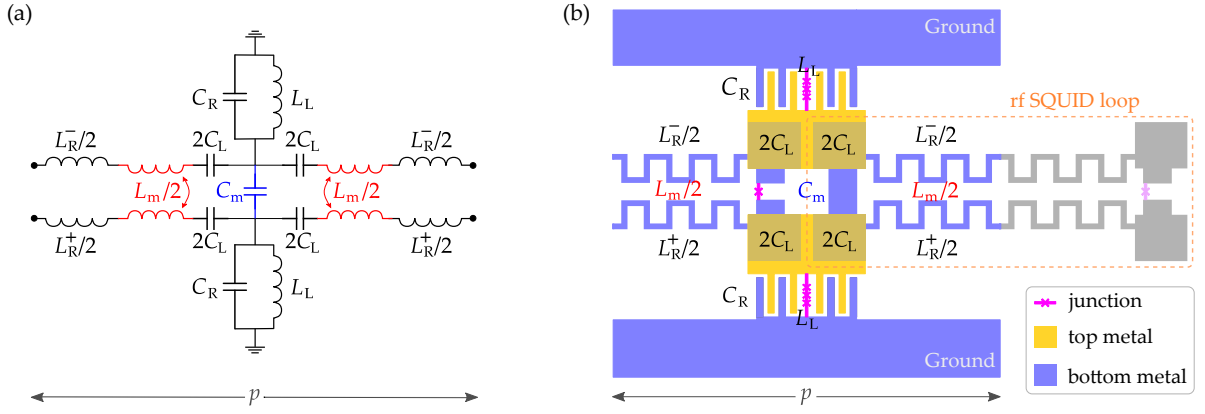 (a)
C_R
L_L
L_R^-/2
2C_L
2C_L
L_R^-/2
L_m/2
C_m
L_m/2
L_R^+/2
2C_L
2C_L
L_R^+/2
C_R
L_L
p
(b)
Ground
L_L
C_R
rf SQUID loop
L_R^-/2
2C_L
2C_L
L_R^-/2
L_m/2
C_m
L_m/2
L_R^+/2
2C_L
2C_L
L_R^+/2
C_R
L_L
Ground
p
junction
top metal
bottom metal